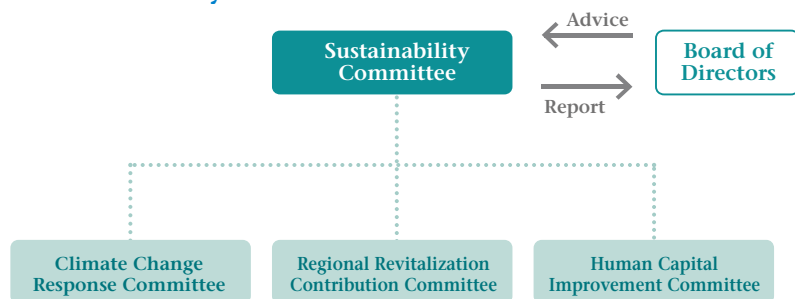 Advice
Sustainability
Committee
Board of
Directors
Report
Climate Change
Response Committee
Regional Revitalization
Contribution Committee
Human Capital
Improvement Committee